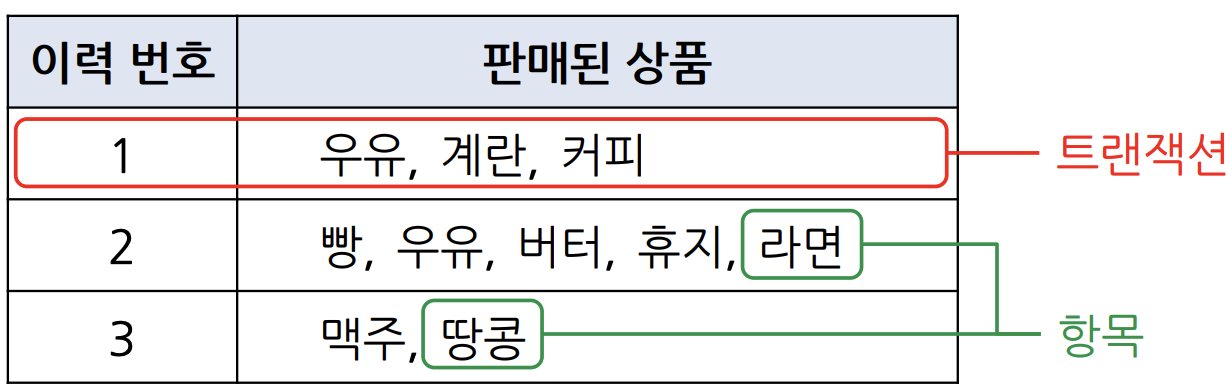 이력 번호 판매된 상품
1 우유, 계란, 커피 트랜잭션
2 빵, 우유, 버터, 휴지, 라면
3 맥주, 땅콩 항목